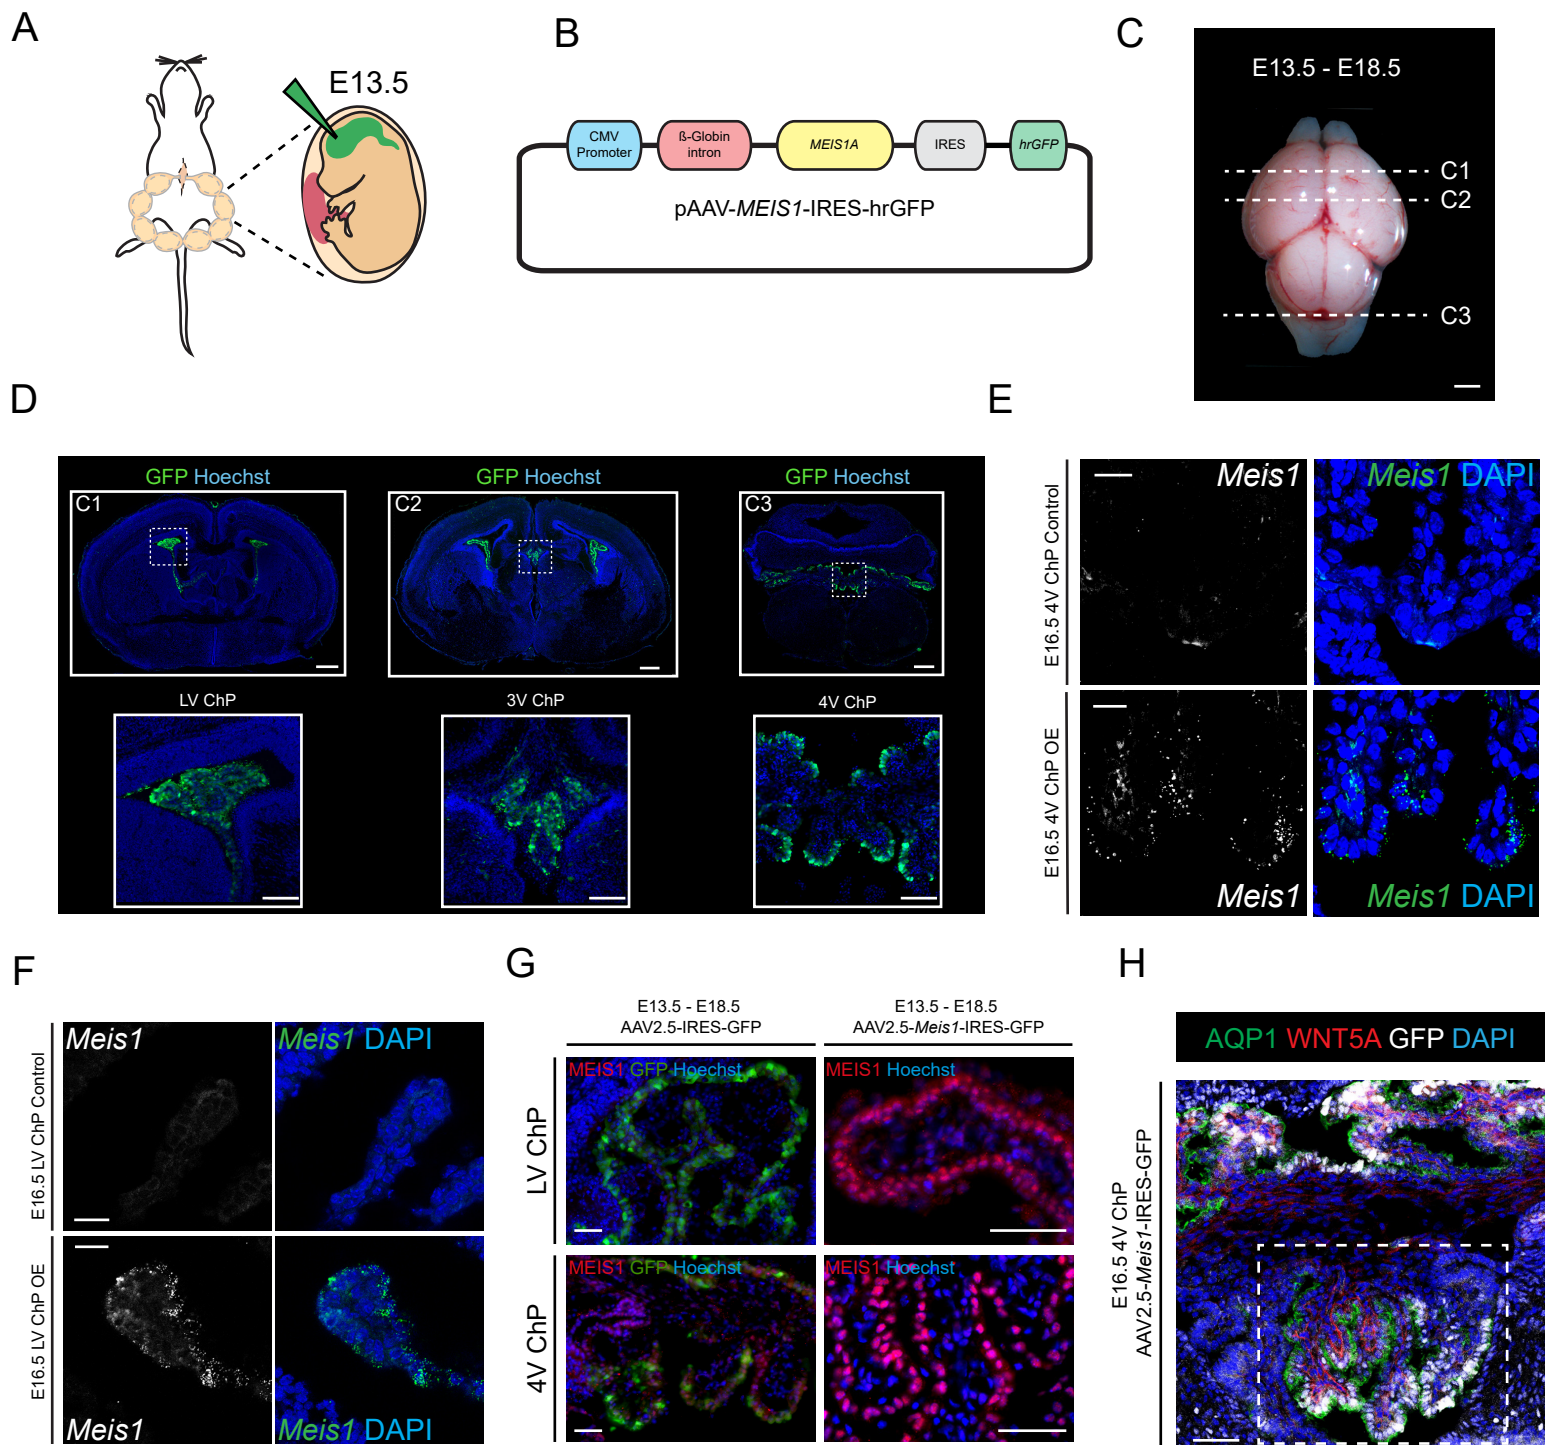 A
E13.5
B
CMV
Promoter
ß-Globin
intron
MEIS1A
IRES
hrGFP
pAAV-MEIS1-IRES-hrGFP
C
E13.5 - E18.5
C1
C2
C3
D
GFP Hoechst
C1
GFP Hoechst
C2
GFP Hoechst
C3
LV ChP
3V ChP
4V ChP
E
E16.5 4V ChP Control
Meis1
Meis1 DAPI
E16.5 4V ChP OE
Meis1
Meis1 DAPI
F
E16.5 LV ChP Control
Meis1
Meis1 DAPI
E16.5 LV ChP OE
Meis1
Meis1 DAPI
G
E13.5 - E18.5
AAV2.5-IRES-GFP
E13.5 - E18.5
AAV2.5-Meis1-IRES-GFP
LV ChP
MEIS1 GFP Hoechst
MEIS1 Hoechst
4V ChP
MEIS1 GFP Hoechst
MEIS1 Hoechst
H
AQP1 WNT5A GFP DAPI
E16.5 4V ChP
AAV2.5-Meis1-IRES-GFP